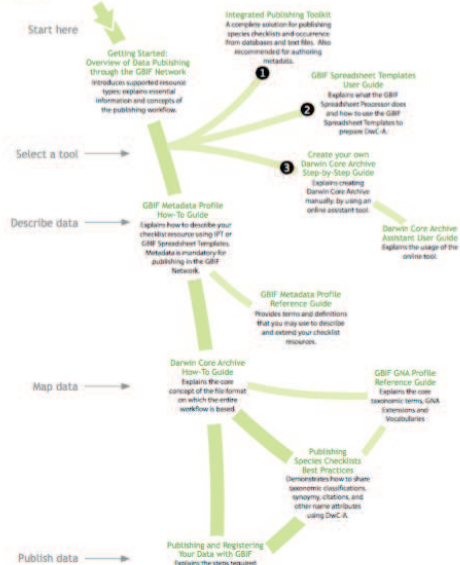 Start here
Getting Started:
Overview of Data Publishing
through the GBIF Network
Introduces supported resource
types; explains essential
information and concepts of
the publishing workflow.
Integrated Publishing Toolkit
A complete solution for publishing
species checklists and occurrence
from databases and text files. Also
recommended for authoring
metadata.
1
GBIF Spreadsheet Templates
User Guide
Explains what the GBIF
Spreadsheet Processor does
and how to use the GBIF
Spreadsheet Templates to
prepare DwC-A.
2
Select a tool
3
Create your own
Darwin Core Archive
Step-by-Step Guide
Explains creating
Darwin Core Archive
manually, by using an
online assistant tool.
Describe data
GBIF Metadata Profile
How-To Guide
Explains how to describe your
checklist resource using IPT or
GBIF Spreadsheet Templates.
Metadata is mandatory for
publishing in the GBIF
Network.
Darwin Core Archive
Assistant User Guide
Explains the usage of the
online tool.
GBIF Metadata Profile
Reference Guide
Provides terms and definitions
that you may use to describe
and extend your checklist
resources.
Map data
Darwin Core Archive
How-To Guide
Explains the core
concept of the file format
on which the entire
workflow is based.
GBIF GNA Profile
Reference Guide
Explains the core
taxonomic terms, GNA
Extensions and
Vocabularies
Publishing
Species Checklists
Best Practices
Demonstrates how to share
taxonomic classifications,
synoymy, citations, and
other name attributes
using DwC-A.
Publish data
Publishing and Registering
Your Data with GBIF
Explains the steps required